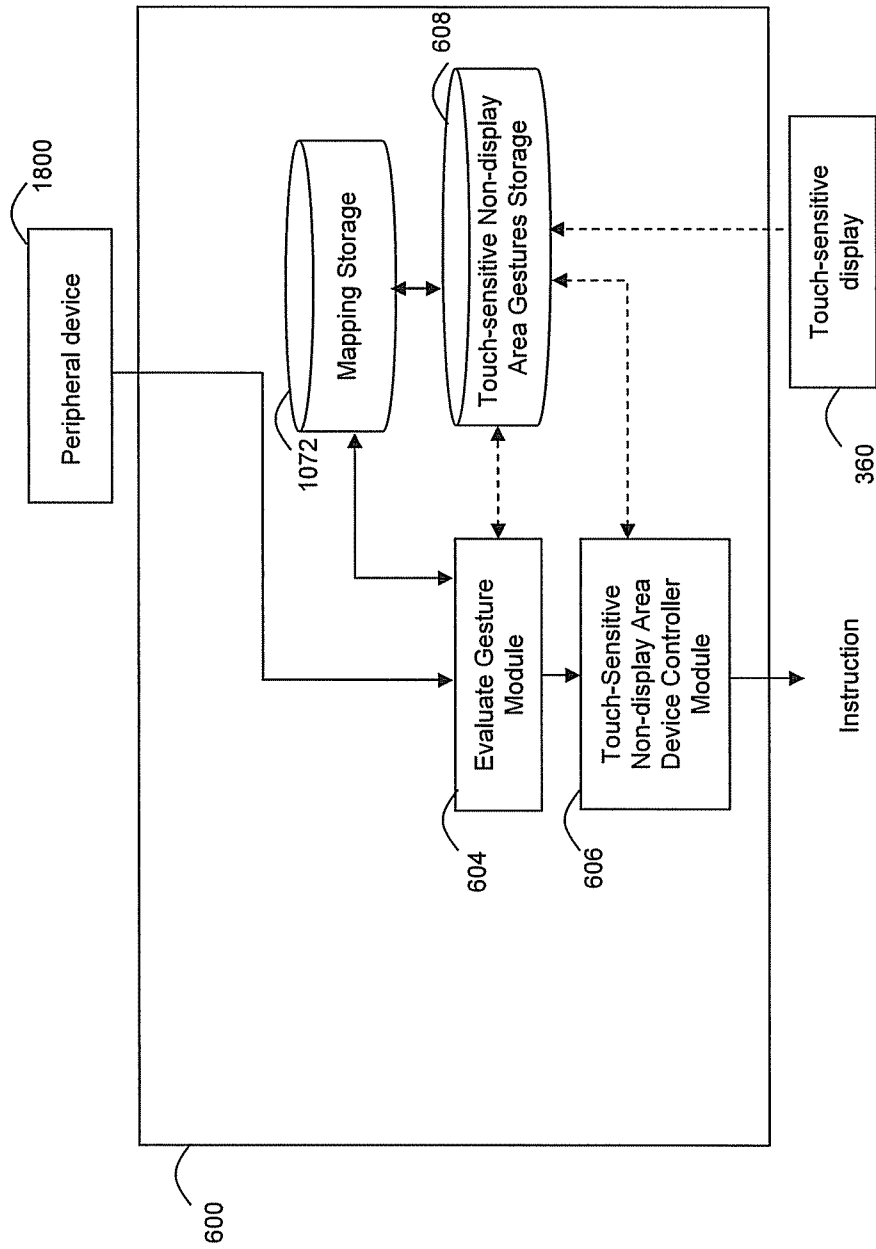 1800
Peripheral device
608
1072
Mapping Storage
Touch-sensitive Non-display
Area Gestures Storage
604
Evaluate Gesture
Module
606
Touch-Sensitive
Non-display Area
Device Controller
Module
360
Touch-sensitive
display
Instruction
600